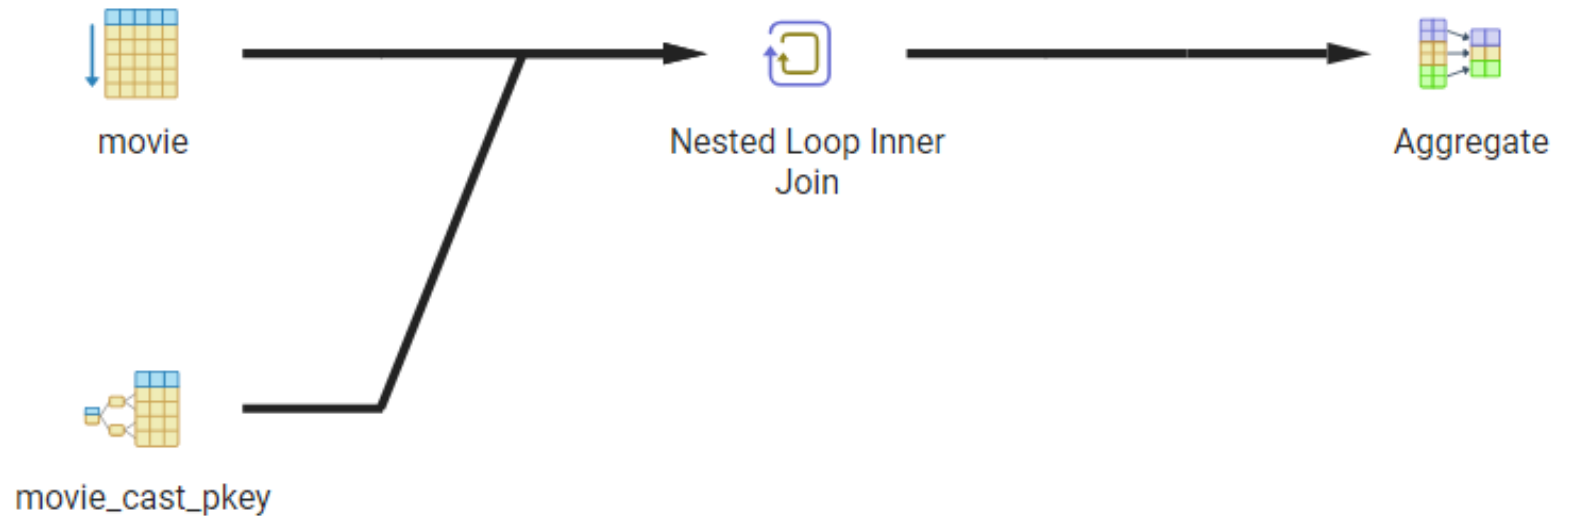 movie
Nested Loop Inner
Join
Aggregate
movie_cast_pkey